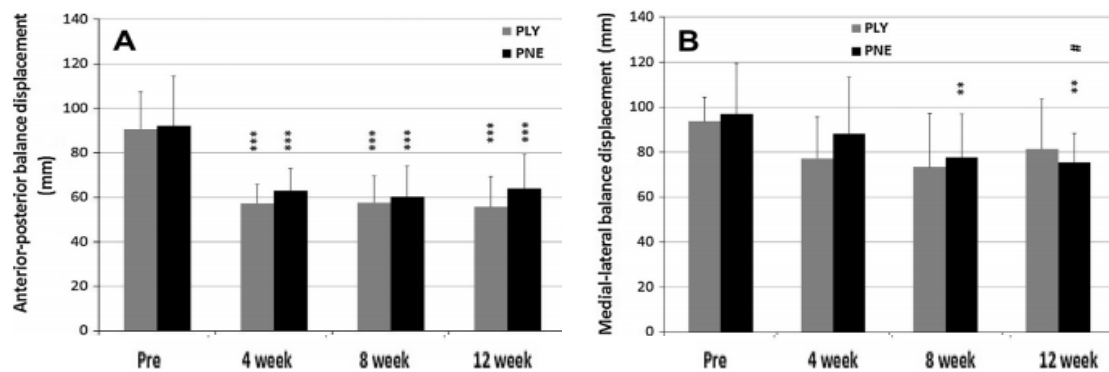 A
PLY
PNE
Anterior-posterior balance displacement
(mm)
140
120
100
80
60
40
20
0
*** *** *** *** *** ***
Pre 4 week 8 week 12 week
B
PLY
PNE
Medial-lateral balance displacement (mm)
140
120
100
80
60
40
20
0
#
** **
Pre 4 week 8 week 12 week